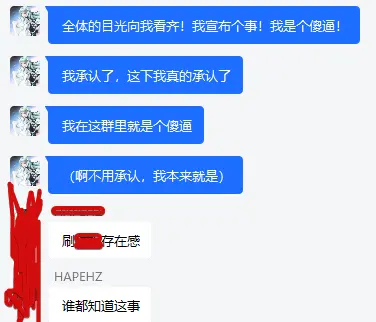 全体的目光向我看齐！我宣布个事！我是个傻逼！
我承认了，这下我真的承认了
我在这群里就是个傻逼
（啊不用承认，我本来就是）
刷存在感
HAPEHZ
谁都知道这事